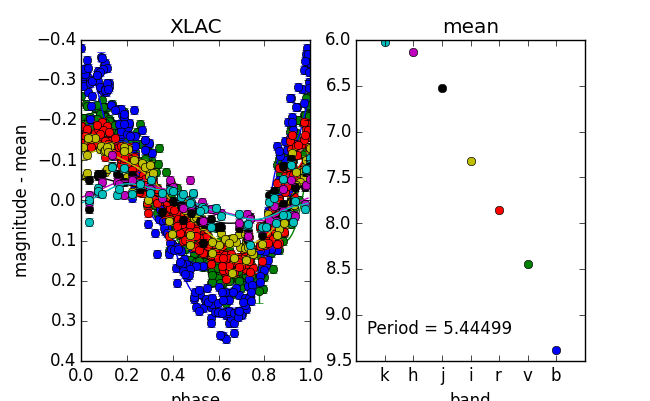 XLAC
mean
−0.4
−0.3
−0.2
−0.1
0.0
0.1
0.2
0.3
0.4
magnitude - mean
0.0 0.2 0.4 0.6 0.8 1.0
phase
6.0
6.5
7.0
7.5
8.0
8.5
9.0
9.5
Period = 5.44499
k h j i r v b
band